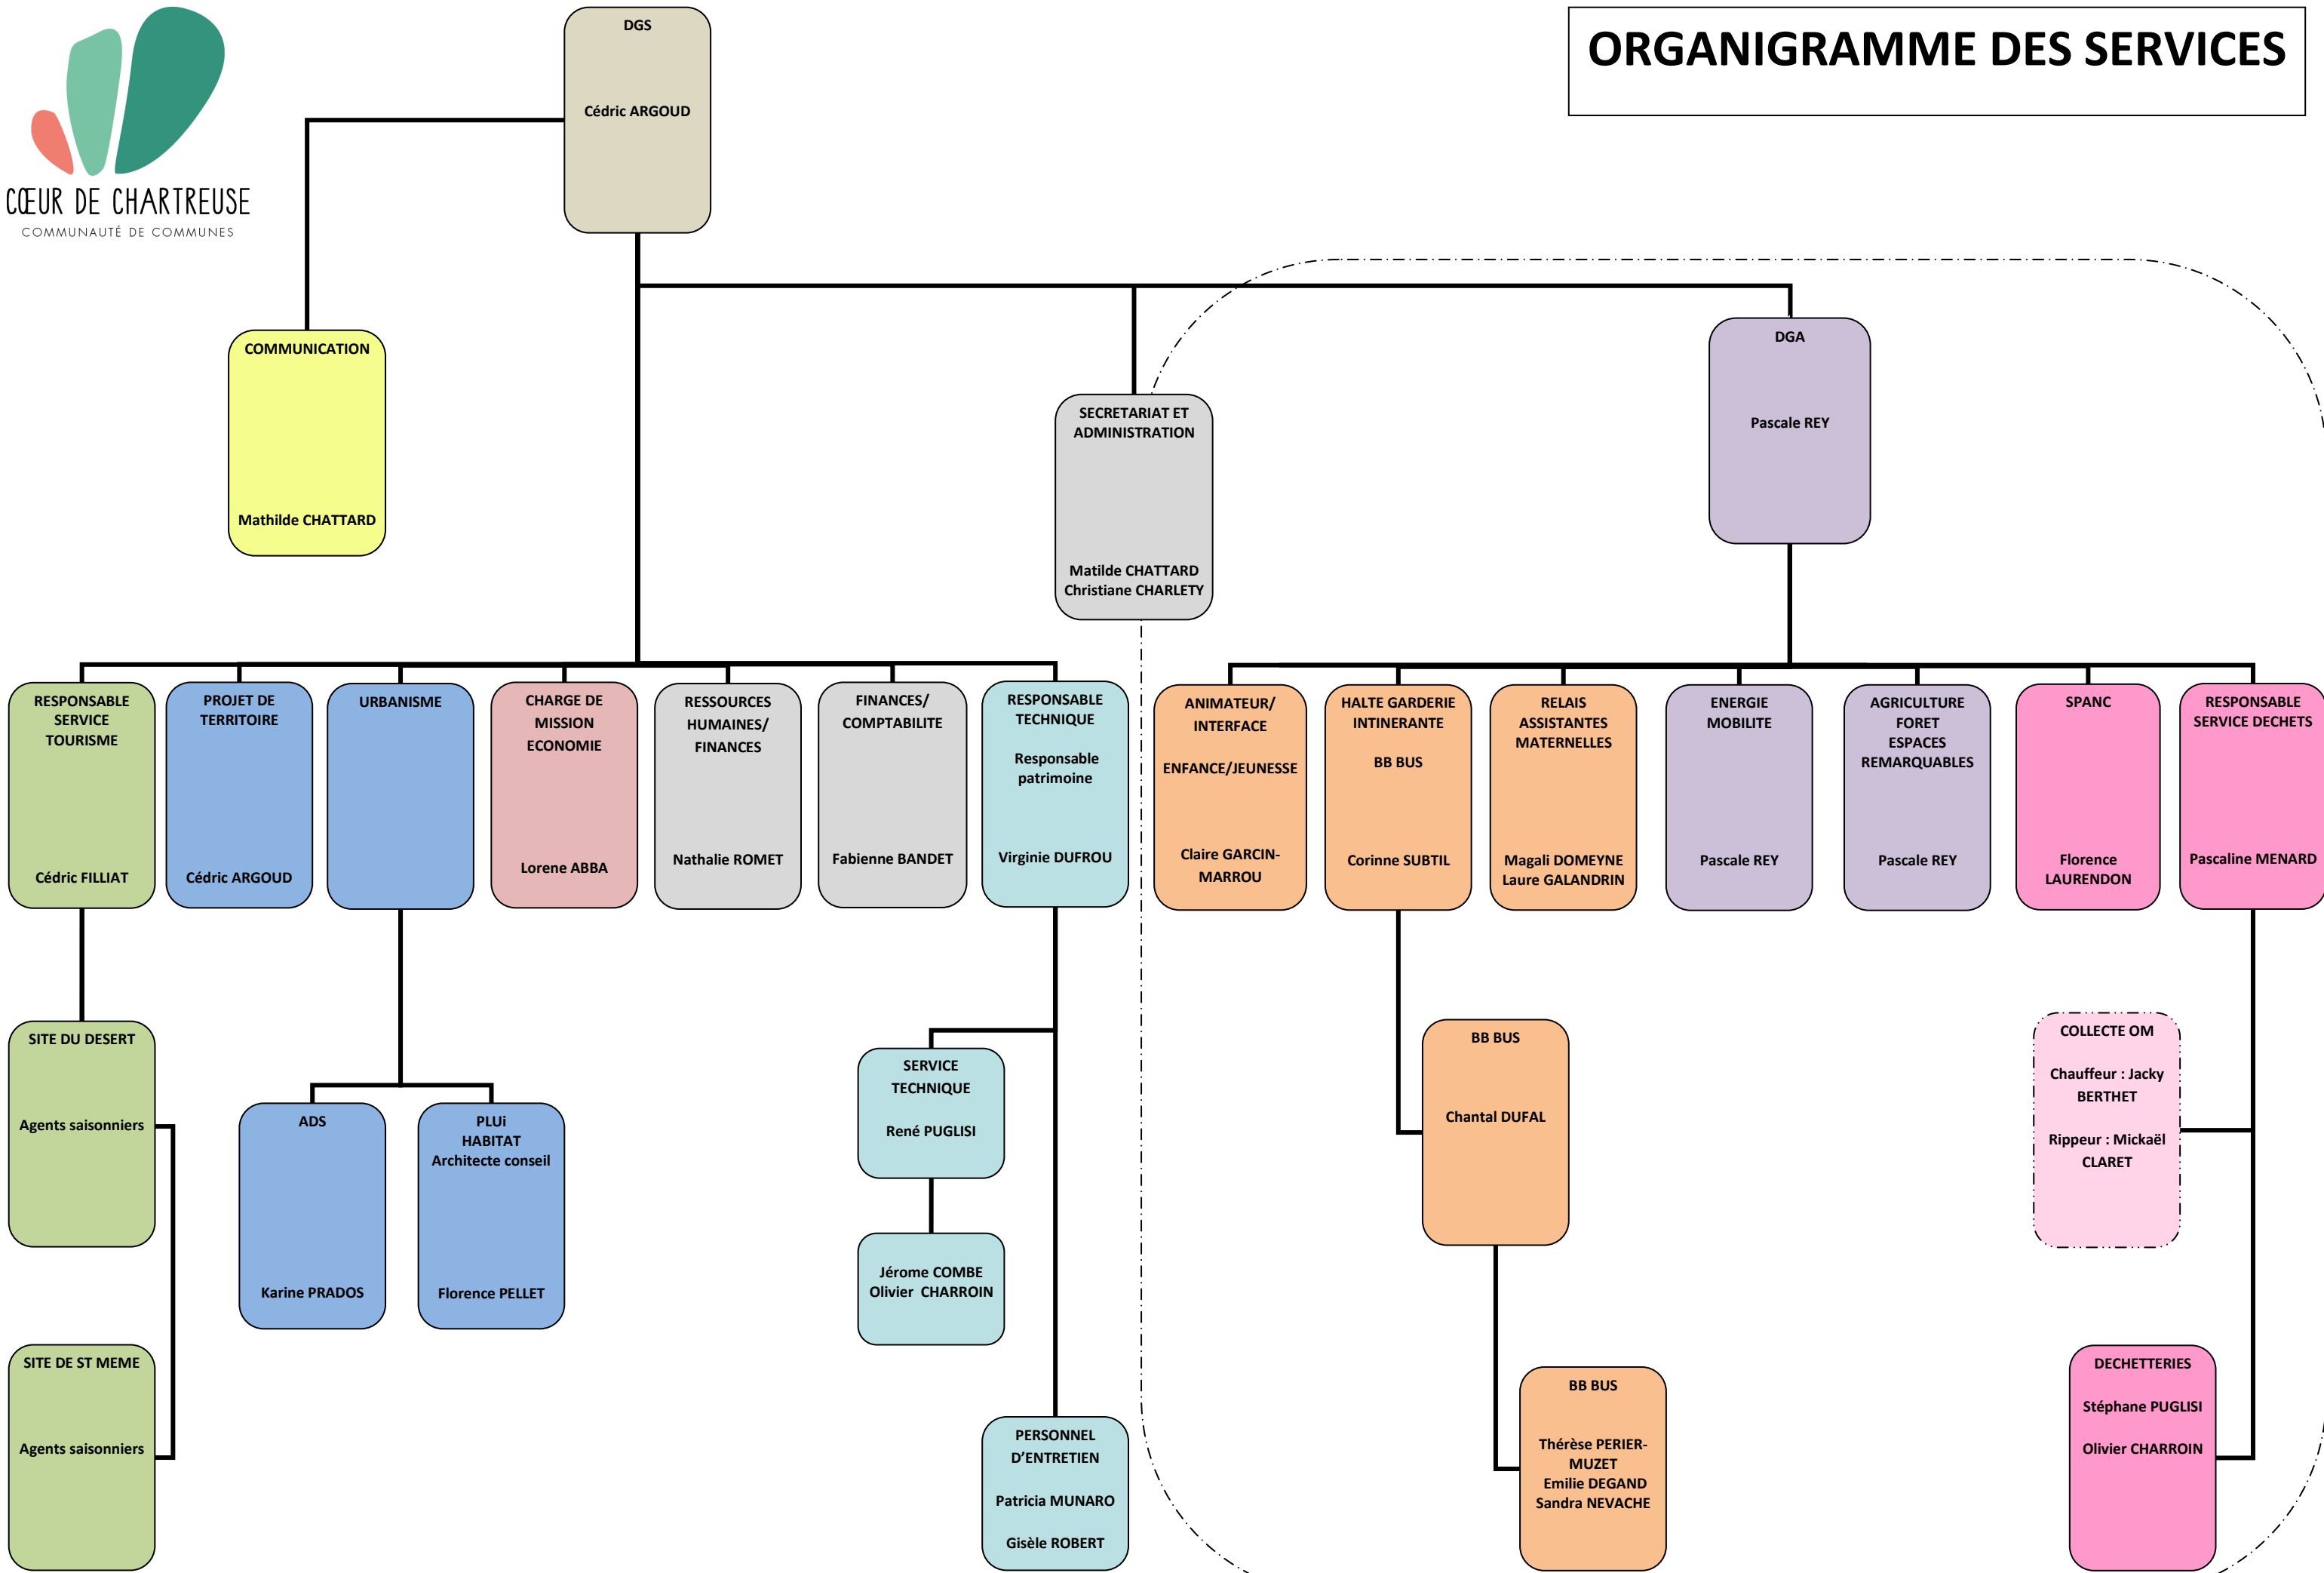 CŒUR DE CHARTREUSE
COMMUNAUTÉ DE COMMUNES
DGS
Cédric ARGOUD
ORGANIGRAMME DES SERVICES
COMMUNICATION
Mathilde CHATTARD
SECRETARIAT ET
ADMINISTRATION
Matilde CHATTARD
Christiane CHARLETY
DGA
Pascale REY
RESPONSABLE
SERVICE
TOURISME
Cédric FILLIAT
PROJET DE
TERRITOIRE
Cédric ARGOUD
URBANISME
CHARGE DE
MISSION
ECONOMIE
Lorene ABBA
RESSOURCES
HUMAINES/
FINANCES
Nathalie ROMET
FINANCES/
COMPTABILITE
Fabienne BANDET
RESPONSABLE
TECHNIQUE
Responsable
patrimoine
Virginie DUFROU
ANIMATEUR/
INTERFACE
ENFANCE/JEUNESSE
Claire GARCIN-
MARROU
HALTE GARDERIE
INTINERANTE
BB BUS
Corinne SUBTIL
RELAIS
ASSISTANTES
MATERNELLES
Magali DOMEYNE
Laure GALANDRIN
ENERGIE
MOBILITE
Pascale REY
AGRICULTURE
FORET
ESPACES
REMARQUABLES
Pascale REY
SPANC
Florence
LAURENDON
RESPONSABLE
SERVICE DECHETS
Pascaline MENARD
SITE DU DESERT
Agents saisonniers
SITE DE ST MEME
Agents saisonniers
ADS
Karine PRADOS
PLUi
HABITAT
Architecte conseil
Florence PELLET
SERVICE
TECHNIQUE
René PUGLISI
Jérome COMBE
Olivier  CHARROIN
PERSONNEL
D’ENTRETIEN
Patricia MUNARO
Gisèle ROBERT
BB BUS
Chantal DUFAL
BB BUS
Thérèse PERIER-
MUZET
Emilie DEGAND
Sandra NEVACHE
COLLECTE OM
Chauffeur : Jacky
BERTHET
Rippeur : Mickaël
CLARET
DECHETTERIES
Stéphane PUGLISI
Olivier CHARROIN